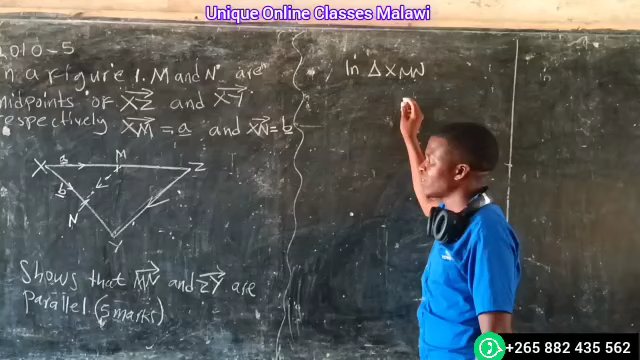 Unique Online Classes Malawi
2010-5
In a figure 1. M and N are
midpoints of XZ and XY
respectively XM = a and XN = b
X a M Z
b
N
Y
Shows that MN and ZY are
Parallel. (5 marks)
In Δ XMN
+265 882 435 562